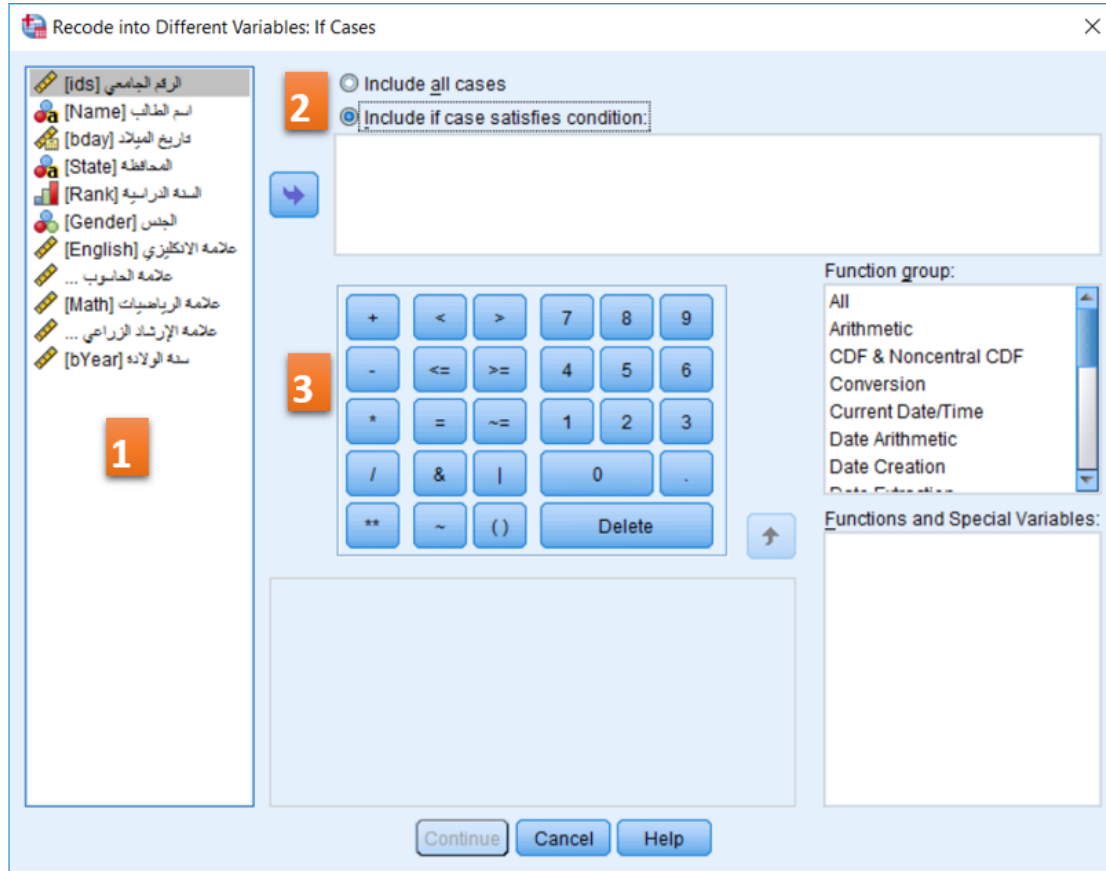 Recode into Different Variables: If Cases
الرقم الجامعي [ids]
اسم الطالب [Name]
تاريخ الميلاد [bday]
المحافظة [State]
السنة الدراسية [Rank]
الجنس [Gender]
علامة الانكليزي [English]
علامة الحاسوب ...
علامة الرياضيات [Math]
علامة الإرشاد الزراعي ...
سنة الولادة [bYear]
1
2
Include all cases
Include if case satisfies condition:
3
+ < > 7 8 9
- <= >= 4 5 6
* = ~= 1 2 3
/ & | 0 .
** ~ ( ) Delete
Function group:
All
Arithmetic
CDF & Noncentral CDF
Conversion
Current Date/Time
Date Arithmetic
Date Creation
Date Extraction
Functions and Special Variables:
Continue Cancel Help